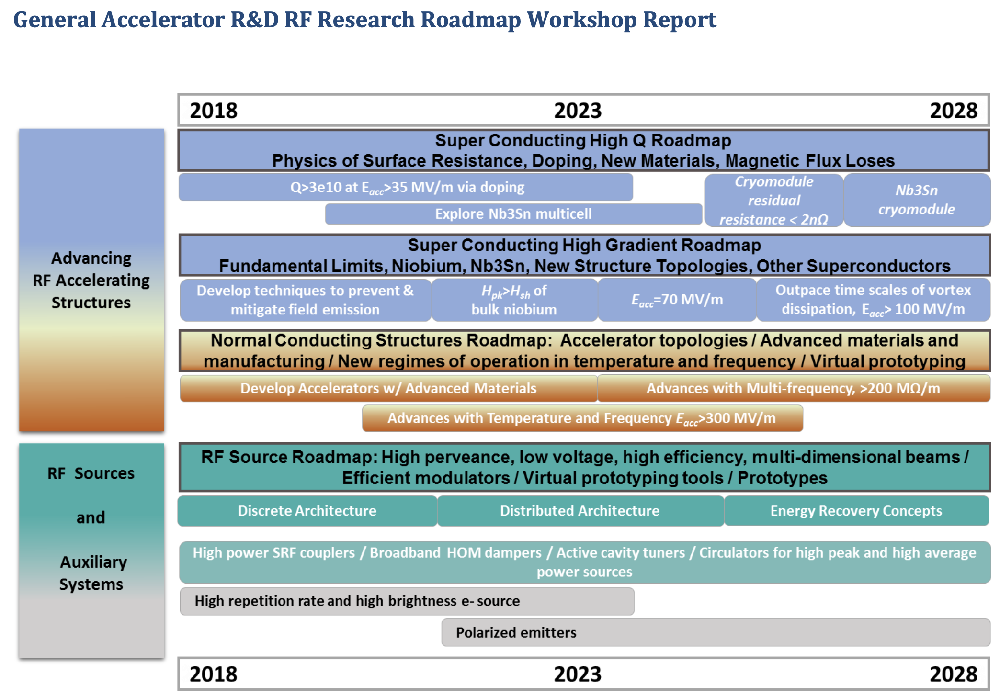 General Accelerator R&D RF Research Roadmap Workshop Report
2018 2023 2028
Advancing
RF Accelerating
Structures
Super Conducting High Q Roadmap
Physics of Surface Resistance, Doping, New Materials, Magnetic Flux Loses
Q>3e10 at Eacc>35 MV/m via doping
Explore Nb3Sn multicell
Cryomodule
residual
resistance < 2nΩ
Nb3Sn
cryomodule
Super Conducting High Gradient Roadmap
Fundamental Limits, Niobium, Nb3Sn, New Structure Topologies, Other Superconductors
Develop techniques to prevent &
mitigate field emission
Hpk>Hsh of
bulk niobium
Eacc=70 MV/m
Outpace time scales of vortex
dissipation, Eacc> 100 MV/m
Normal Conducting Structures Roadmap: Accelerator topologies / Advanced materials and
manufacturing / New regimes of operation in temperature and frequency / Virtual prototyping
Develop Accelerators w/ Advanced Materials
Advances with Multi-frequency, >200 MΩ/m
Advances with Temperature and Frequency Eacc>300 MV/m
RF Sources
and
Auxiliary
Systems
RF Source Roadmap: High perveance, low voltage, high efficiency, multi-dimensional beams /
Efficient modulators / Virtual prototyping tools / Prototypes
Discrete Architecture
Distributed Architecture
Energy Recovery Concepts
High power SRF couplers / Broadband HOM dampers / Active cavity tuners / Circulators for high peak and high average
power sources
High repetition rate and high brightness e- source
Polarized emitters
2018 2023 2028